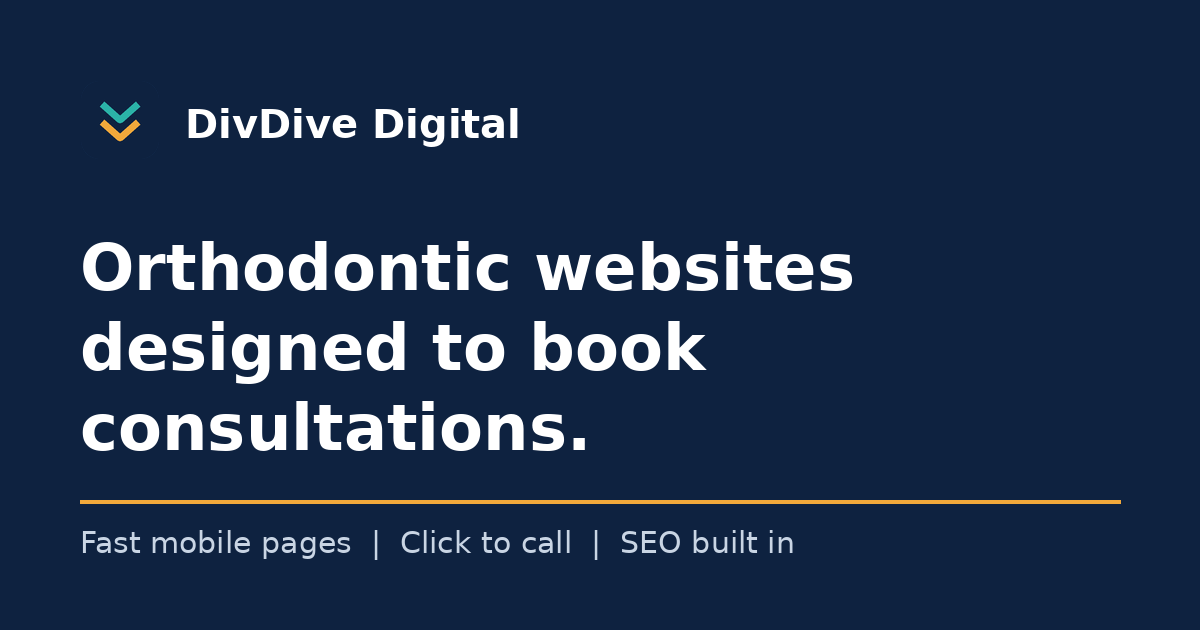 DivDive Digital
Orthodontic websites
designed to book
consultations.
Fast mobile pages | Click to call | SEO built in